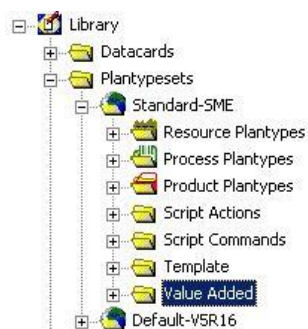 Library
Datacards
Plantypesets
Standard-SME
Resource Plantypes
Process Plantypes
Product Plantypes
Script Actions
Script Commands
Template
Value Added
Default-V5R16